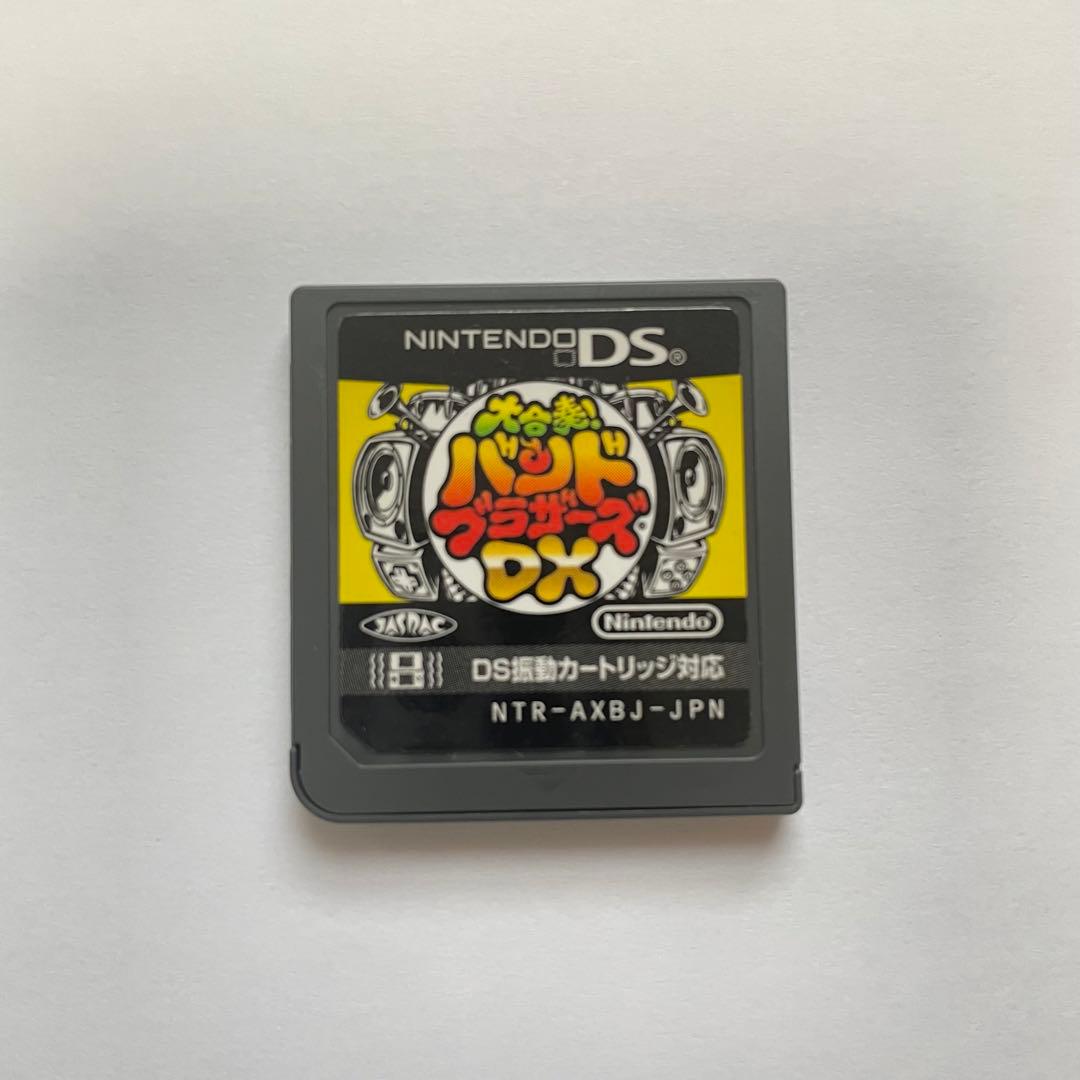 NINTENDO DS®
大合奏!
バンド
ブラザーズ
DX
JASRAC
Nintendo®
DS振動カートリッジ対応
NTR-AXBJ-JPN